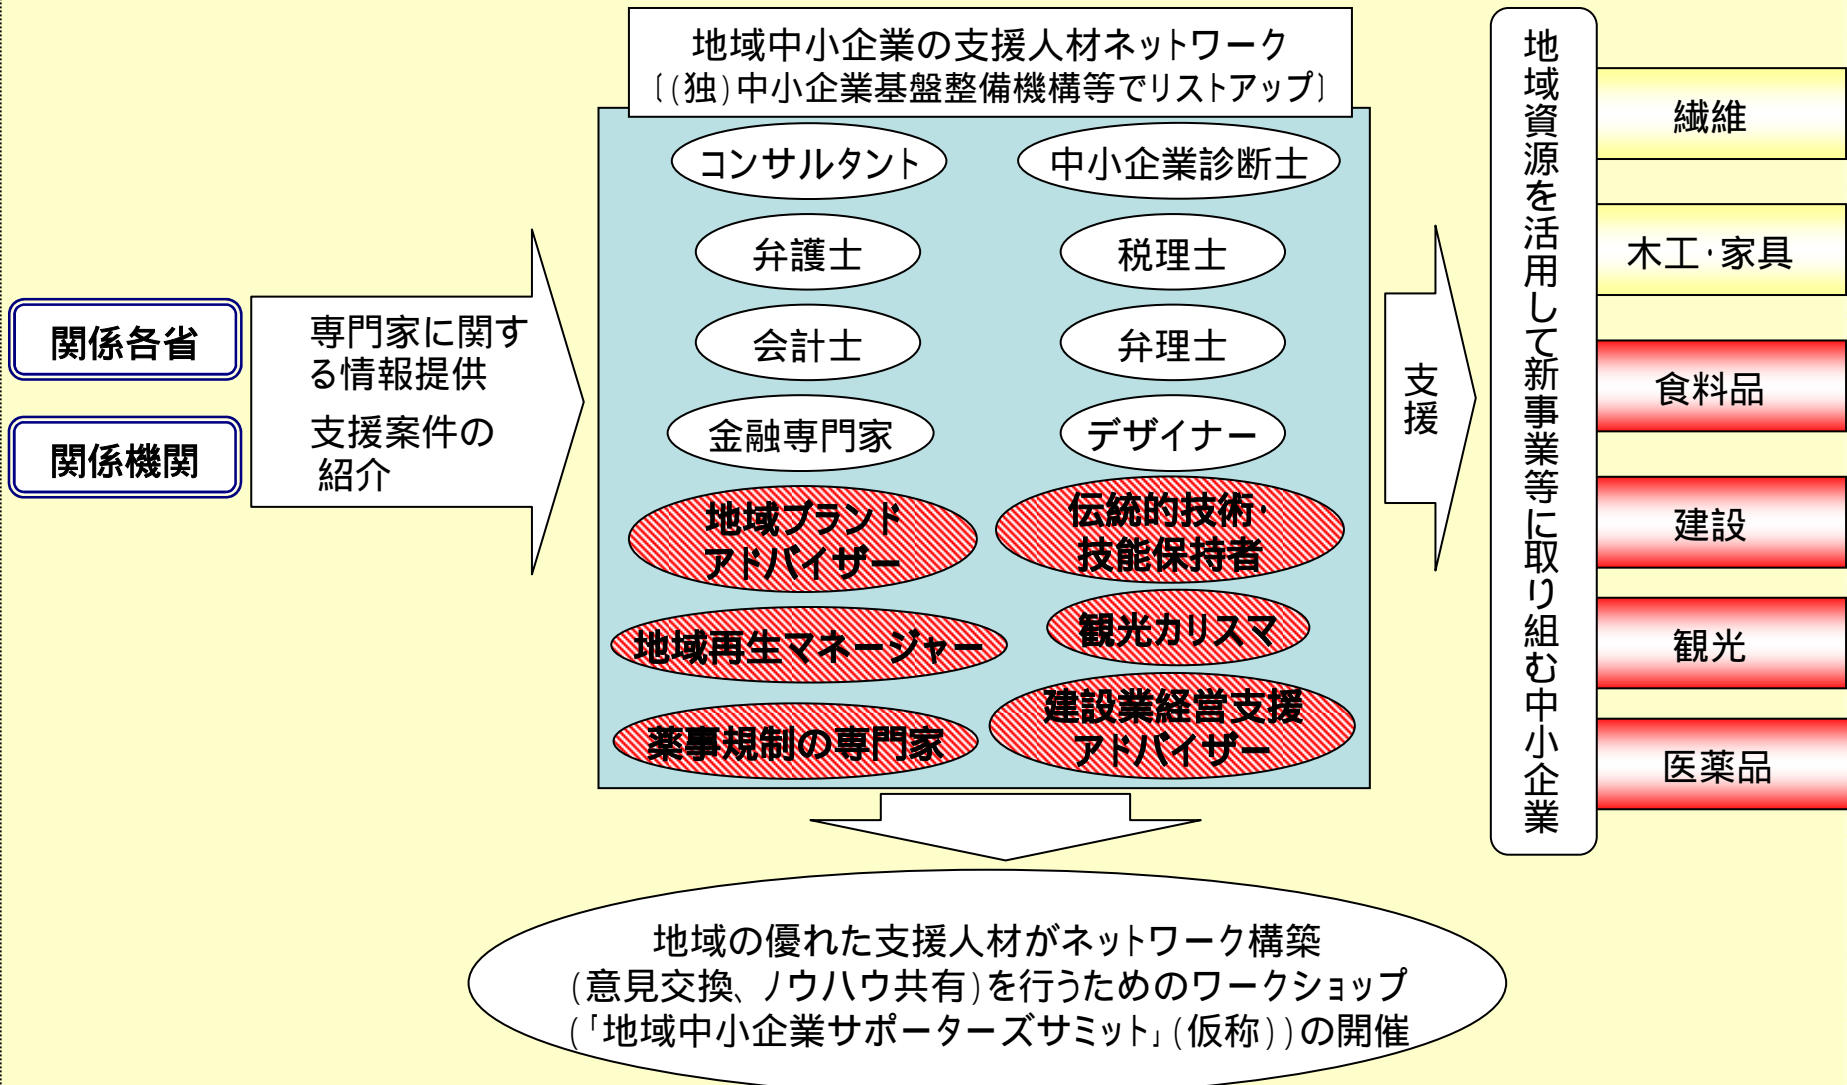 地域中小企業の支援人材ネットワーク
〔(独)中小企業基盤整備機構等でリストアップ〕
関係各省
関係機関
専門家に関す
る情報提供
支援案件の
紹介
コンサルタント
中小企業診断士
弁護士
税理士
会計士
弁理士
金融専門家
デザイナー
地域ブランド
アドバイザー
伝統的技術・
技能保持者
地域再生マネージャー
観光カリスマ
薬事規制の専門家
建設業経営支援
アドバイザー
支援
地域資源を活用して新事業等に取り組む中小企業
繊維
木工・家具
食料品
建設
観光
医薬品
地域の優れた支援人材がネットワーク構築
(意見交換、ノウハウ共有)を行うためのワークショップ
(「地域中小企業サポーターズサミット」(仮称))の開催